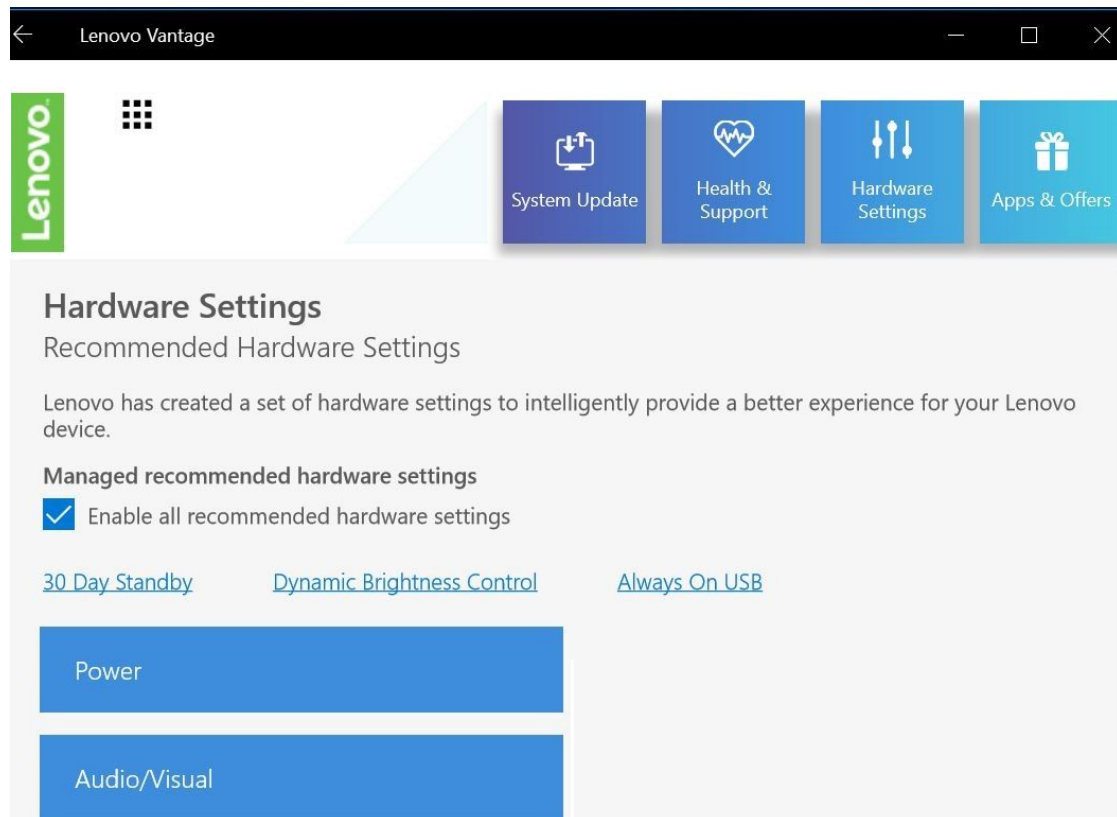 Lenovo Vantage
Lenovo.
System Update
Health &
Support
Hardware
Settings
Apps & Offers
Hardware Settings
Recommended Hardware Settings
Lenovo has created a set of hardware settings to intelligently provide a better experience for your Lenovo
device.
Managed recommended hardware settings
Enable all recommended hardware settings
30 Day Standby Dynamic Brightness Control Always On USB
Power
Audio/Visual